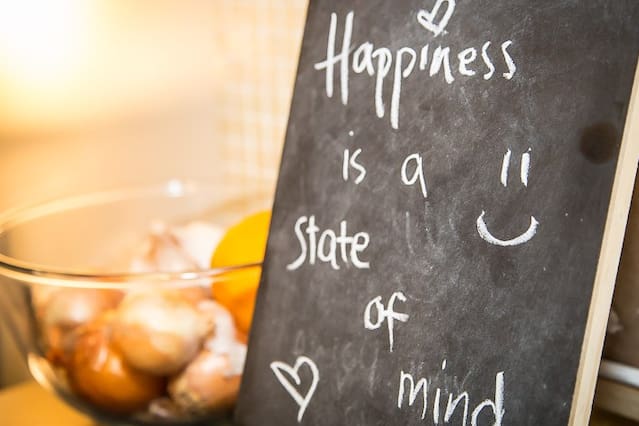 Happiness
is a
State
of
mind